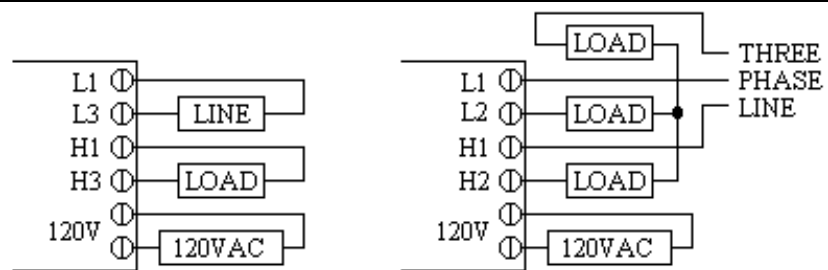 L1
L3 LINE
H1
H3 LOAD
120V
120VAC
LOAD THREE
L1 PHASE
L2 LOAD LINE
H1
H2 LOAD
120V
120VAC